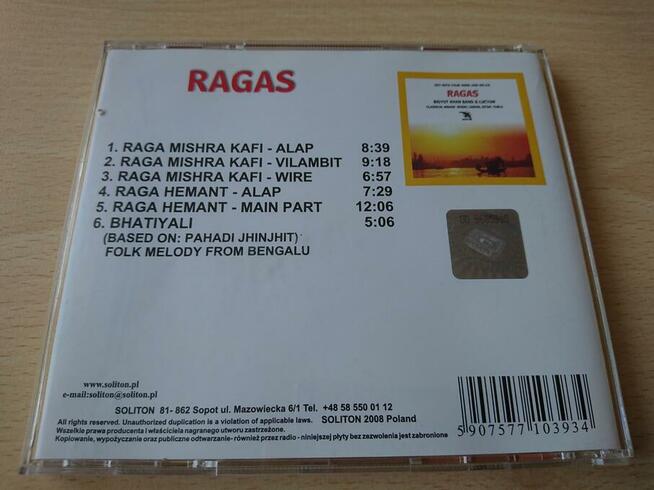 RAGAS
1. RAGA MISHRA KAFI - ALAP 8:39
2. RAGA MISHRA KAFI - VILAMBIT 9:18
3. RAGA MISHRA KAFI - WIRE 6:57
4. RAGA HEMANT - ALAP 7:29
5. RAGA HEMANT - MAIN PART 12:06
6. BHATIYALI 5:06
(BASED ON: PAHADI JHINJHIT)
FOLK MELODY FROM BENGALU
RAGAS
www.soliton.pl
e-mail:soliton@soliton.pl
SOLITON 81- 862 Sopot ul. Mazowiecka 6/1 Tel. +48 58 550 01 12
All rights reserved. Unauthorized duplication is a violation of applicable laws. SOLITON 2008 Poland
Wszelkie prawa producenta i właściciela nagranego utworu zastrzeżone.
Kopiowanie, wypożyczanie oraz publiczne odtwarzanie- również przez radio - niniejszej płyty bez zezwolenia jest zabronione
5 907577 103934